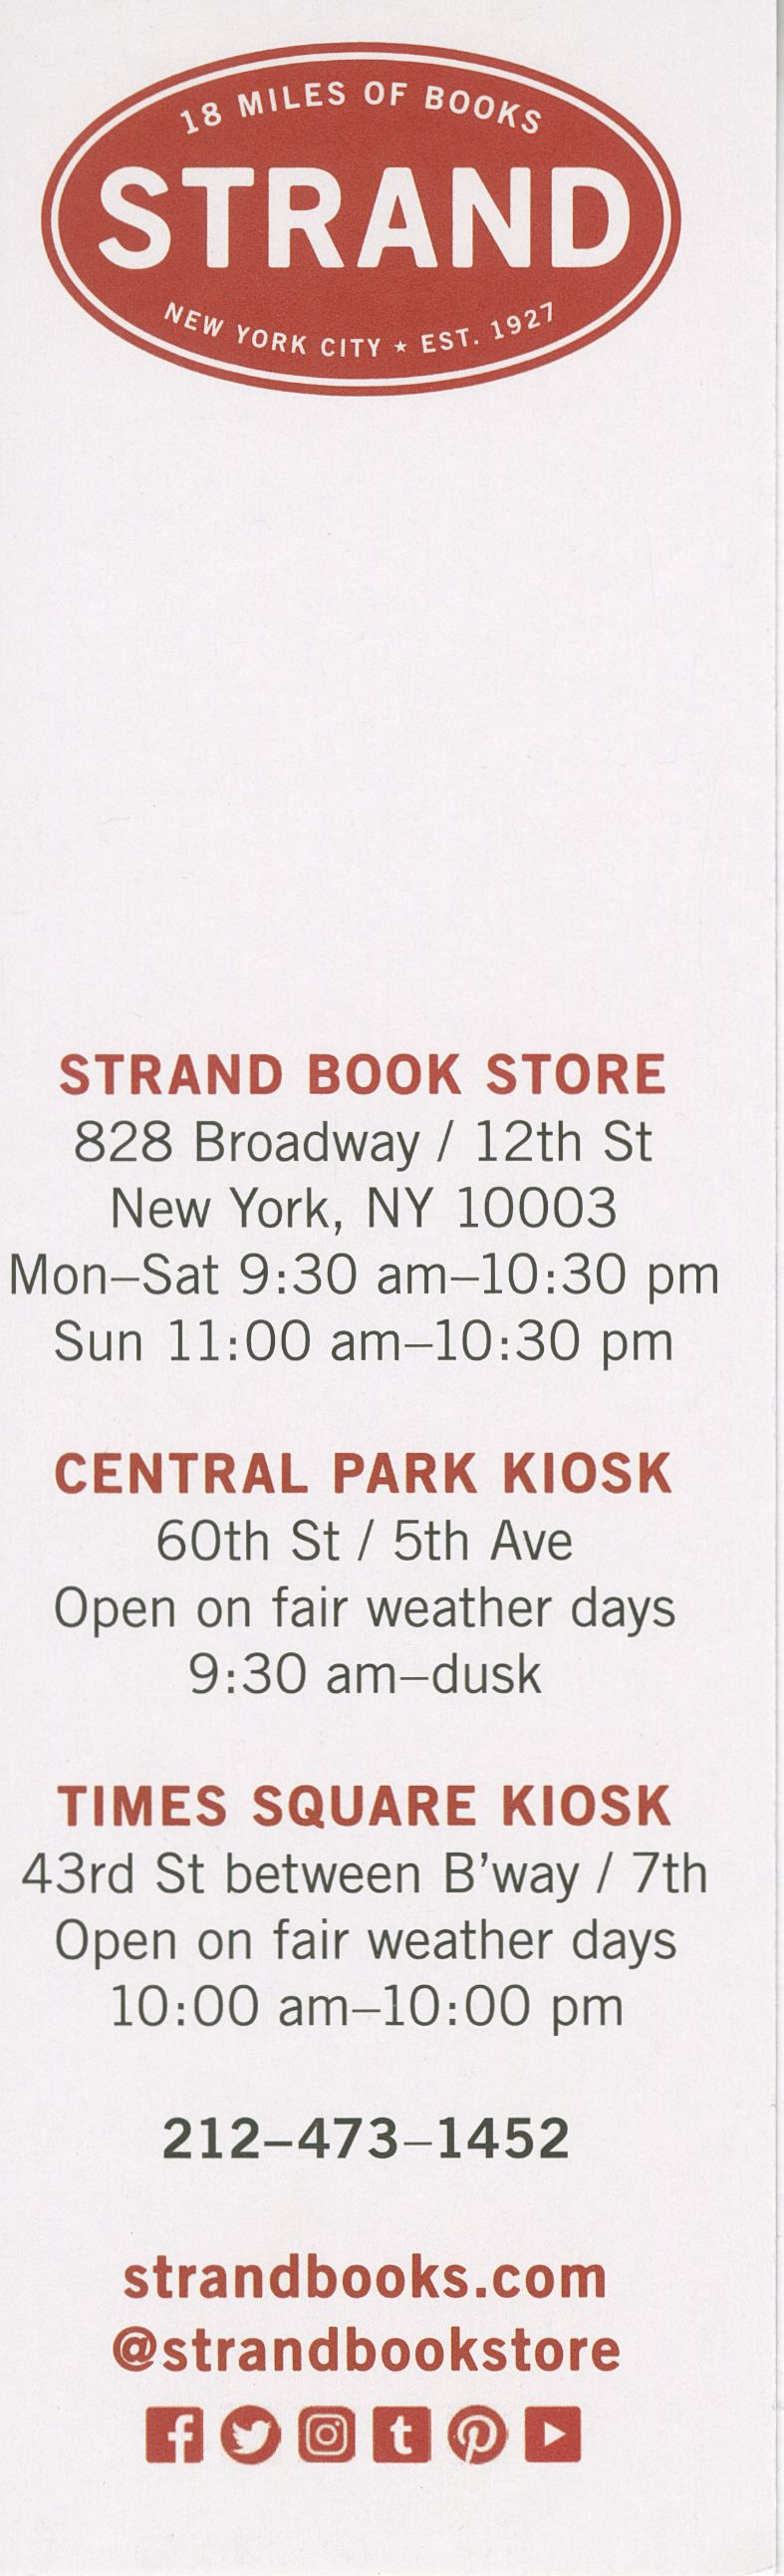 18 MILES OF BOOKS
STRAND
NEW YORK CITY ★ EST. 1927
STRAND BOOK STORE
828 Broadway / 12th St
New York, NY 10003
Mon–Sat 9:30 am–10:30 pm
Sun 11:00 am–10:30 pm
CENTRAL PARK KIOSK
60th St / 5th Ave
Open on fair weather days
9:30 am–dusk
TIMES SQUARE KIOSK
43rd St between B’way / 7th
Open on fair weather days
10:00 am–10:00 pm
212–473–1452
strandbooks.com
@strandbookstore